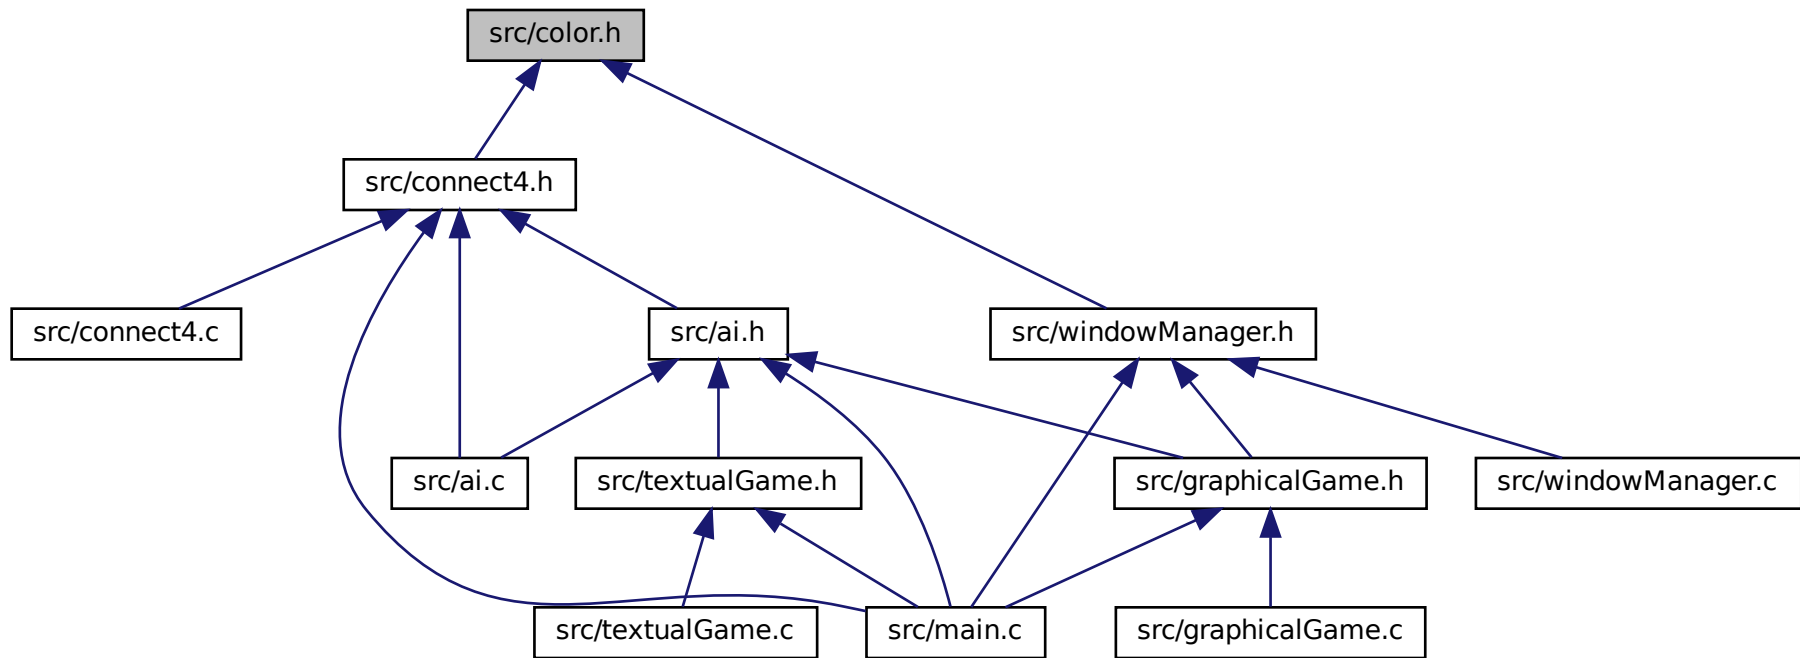 src/color.h
src/connect4.h
src/connect4.c
src/ai.h
src/windowManager.h
src/ai.c
src/textualGame.h
src/graphicalGame.h
src/windowManager.c
src/textualGame.c
src/main.c
src/graphicalGame.c